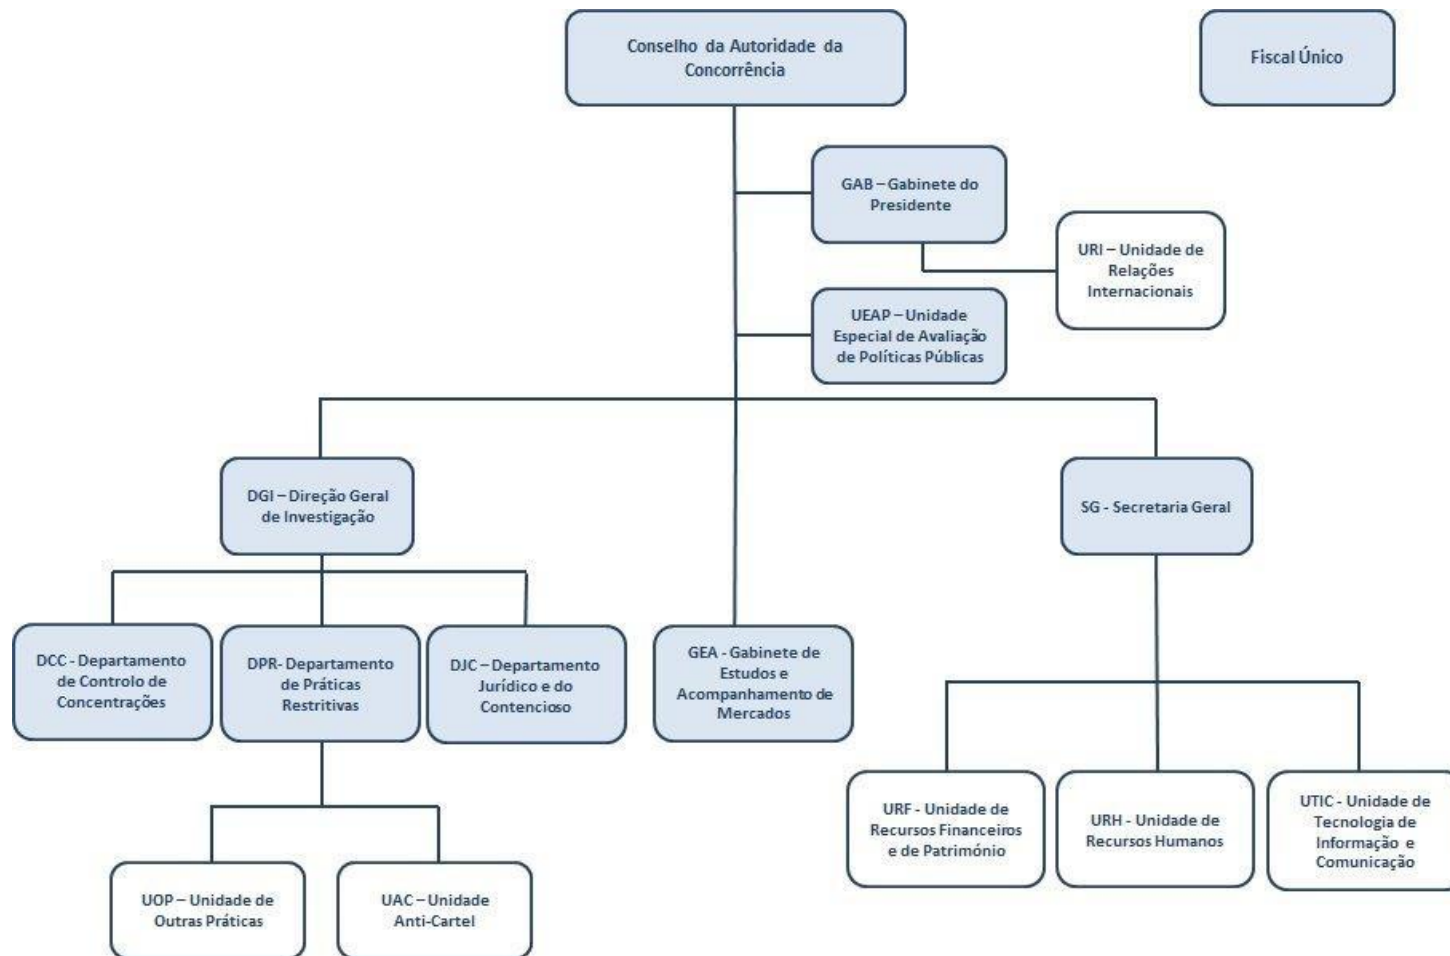 Conselho da Autoridade da
Concorrência
Fiscal Único
GAB – Gabinete do
Presidente
URI – Unidade de
Relações
Internacionais
UEAP – Unidade
Especial de Avaliação
de Políticas Públicas
DGI – Direção Geral
de Investigação
SG - Secretaria Geral
DCC - Departamento
de Controlo de
Concentrações
DPR- Departamento
de Práticas
Restritivas
DJC – Departamento
Jurídico e do
Contencioso
GEA - Gabinete de
Estudos e
Acompanhamento de
Mercados
URF - Unidade de
Recursos Financeiros
e de Património
URH - Unidade de
Recursos Humanos
UTIC - Unidade de
Tecnologia de
Informação e
Comunicação
UOP – Unidade de
Outras Práticas
UAC – Unidade
Anti-Cartel